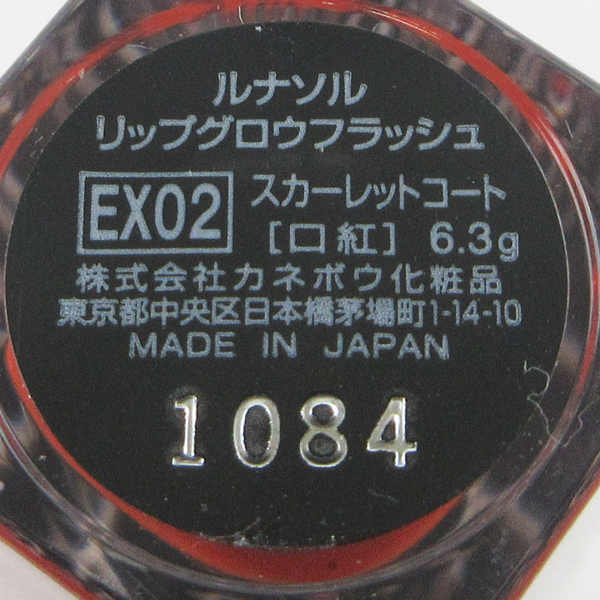 ルナソル
リップグロウフラッシュ
EX02 スカーレットコート
[口紅] 6.3g
株式会社カネボウ化粧品
東京都中央区日本橋茅場町1-14-10
MADE IN JAPAN
1084